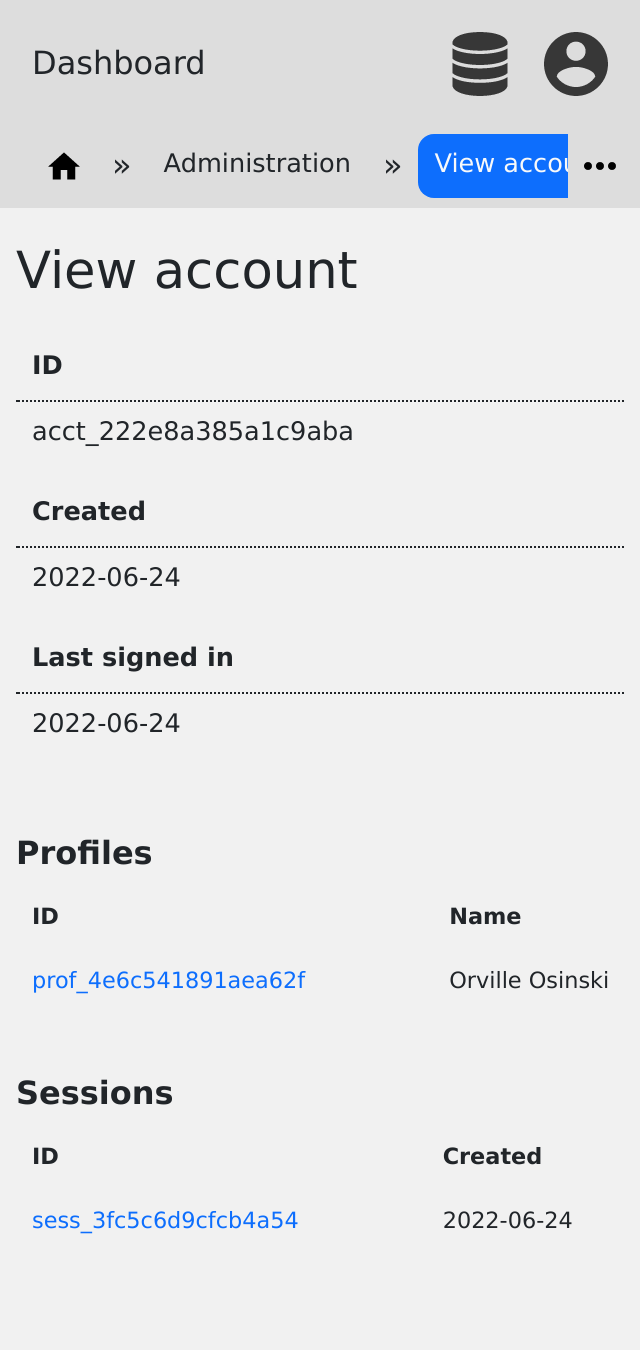 Dashboard
» Administration » View accou
View account
ID
acct_222e8a385a1c9aba
Created
2022-06-24
Last signed in
2022-06-24
Profiles
ID Name
prof_4e6c541891aea62f Orville Osinski
Sessions
ID Created
sess_3fc5c6d9cfcb4a54 2022-06-24